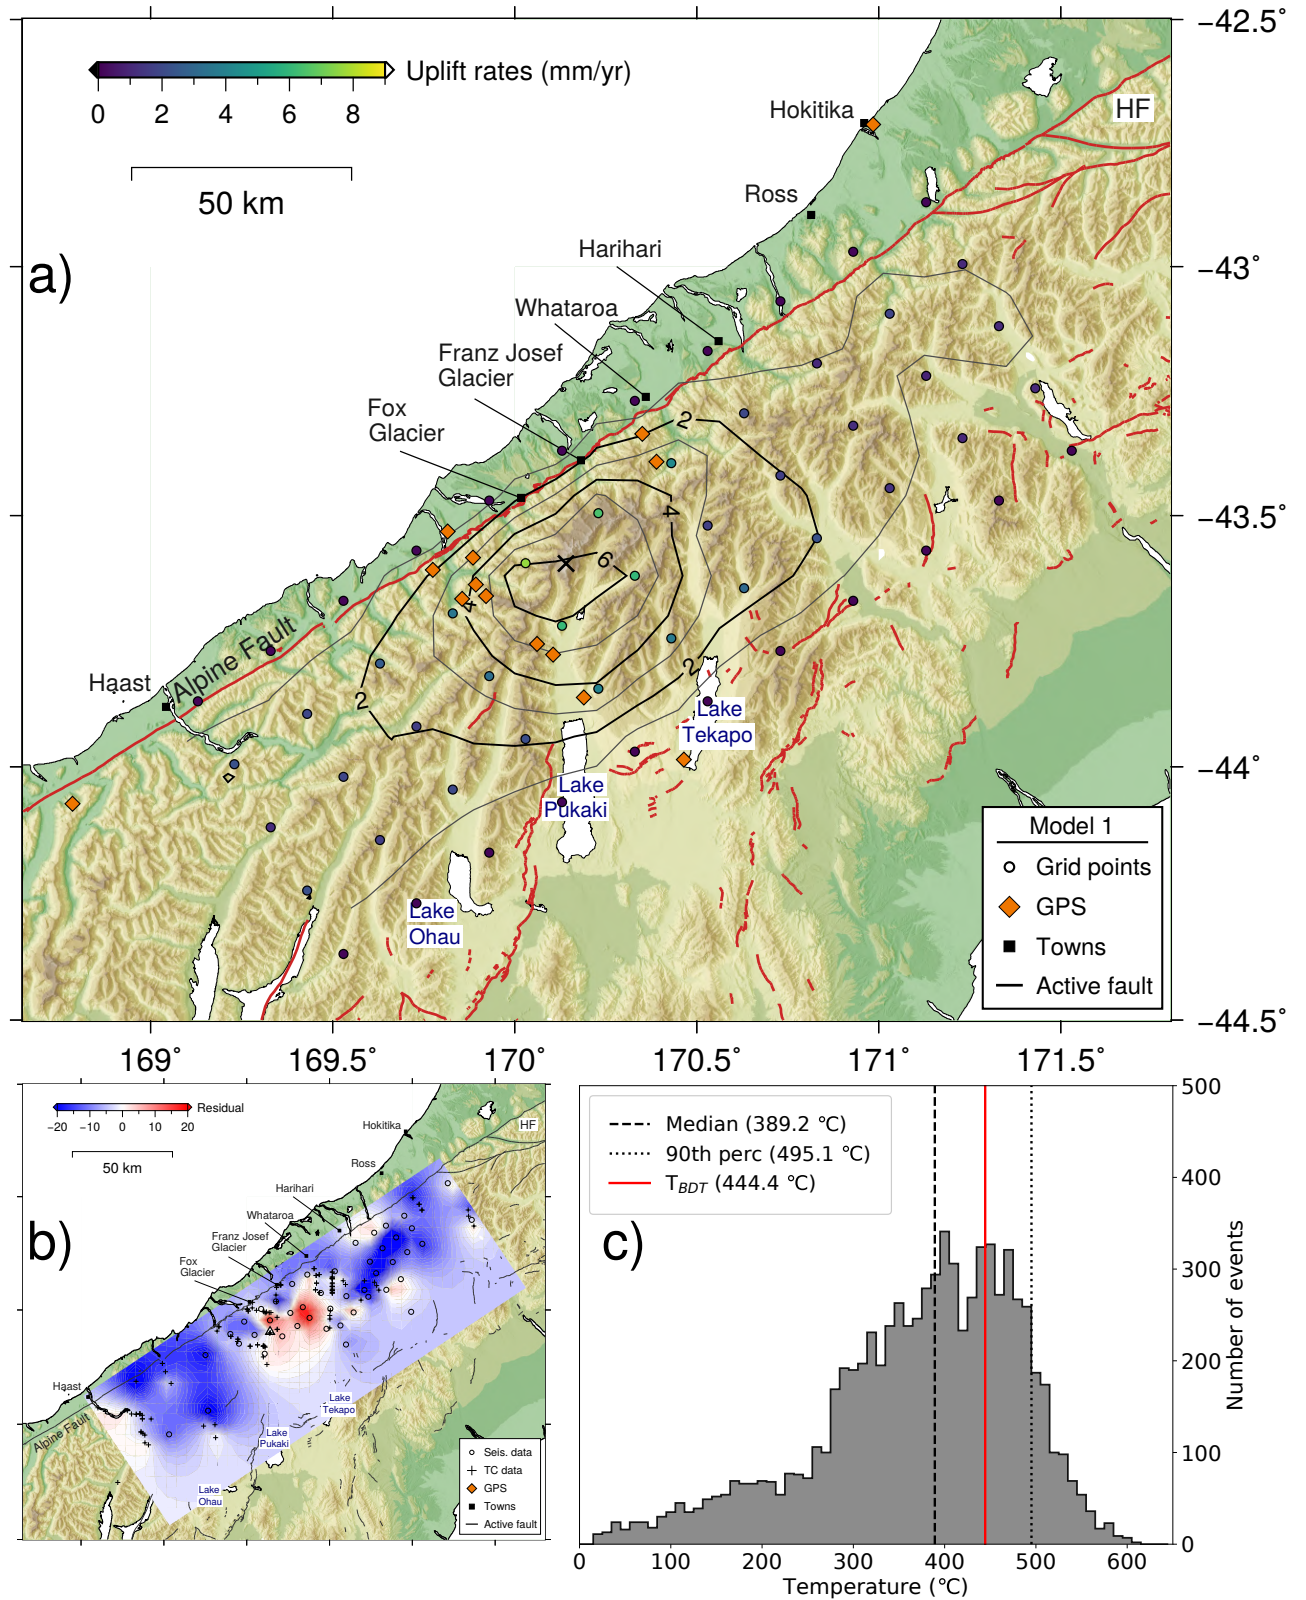 −42.5°
Uplift rates (mm/yr)
0 2 4 6 8
50 km
Hokitika
HF
Ross
a)
Harihari
−43°
Whataroa
Franz Josef
Glacier
Fox
Glacier
2
4
−43.5°
6
4
Alpine Fault
2
2
Haast
Lake
Tekapo
−44°
Lake
Pukaki
Model 1
Grid points
GPS
Towns
Active fault
Lake
Ohau
−44.5°
169° 169.5° 170° 170.5° 171° 171.5°
Residual
−20 −10 0 10 20
50 km
Hokitika
HF
Ross
Harihari
Whataroa
b)
Franz Josef
Glacier
Fox
Glacier
Haast
Alpine Fault
Lake
Tekapo
Lake
Pukaki
Lake
Ohau
Seis. data
TC data
GPS
Towns
Active fault
Median (389.2 °C)
90th perc (495.1 °C)
T_BDT (444.4 °C)
c)
500
400
300
200
100
0
Number of events
0 100 200 300 400 500 600
Temperature (°C)